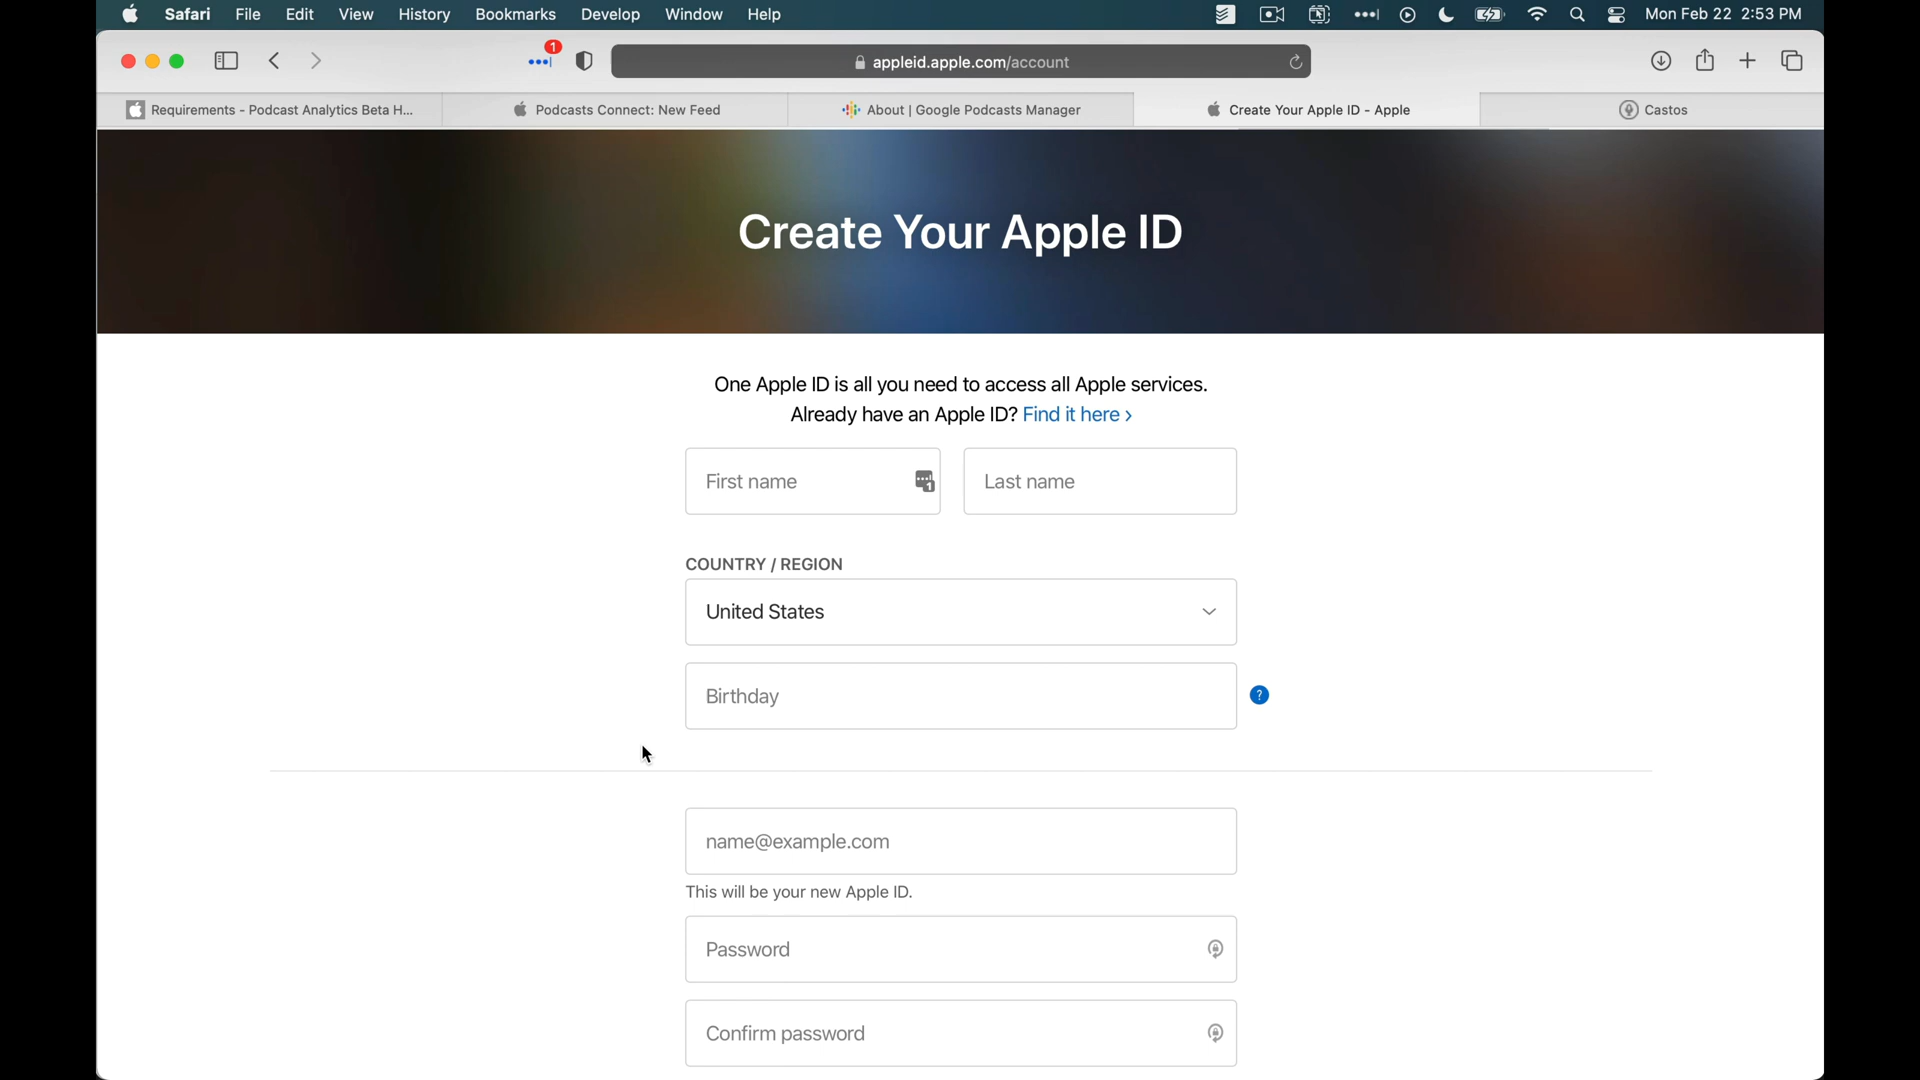 Safari File Edit View History Bookmarks Develop Window Help Mon Feb 22 2:53 PM
1
appleid.apple.com/account
Requirements - Podcast Analytics Beta H... Podcasts Connect: New Feed About | Google Podcasts Manager Create Your Apple ID - Apple Castos
Create Your Apple ID
One Apple ID is all you need to access all Apple services.
Already have an Apple ID? Find it here ›
First name 1 Last name
COUNTRY / REGION
United States
Birthday ?
name@example.com
This will be your new Apple ID.
Password
Confirm password